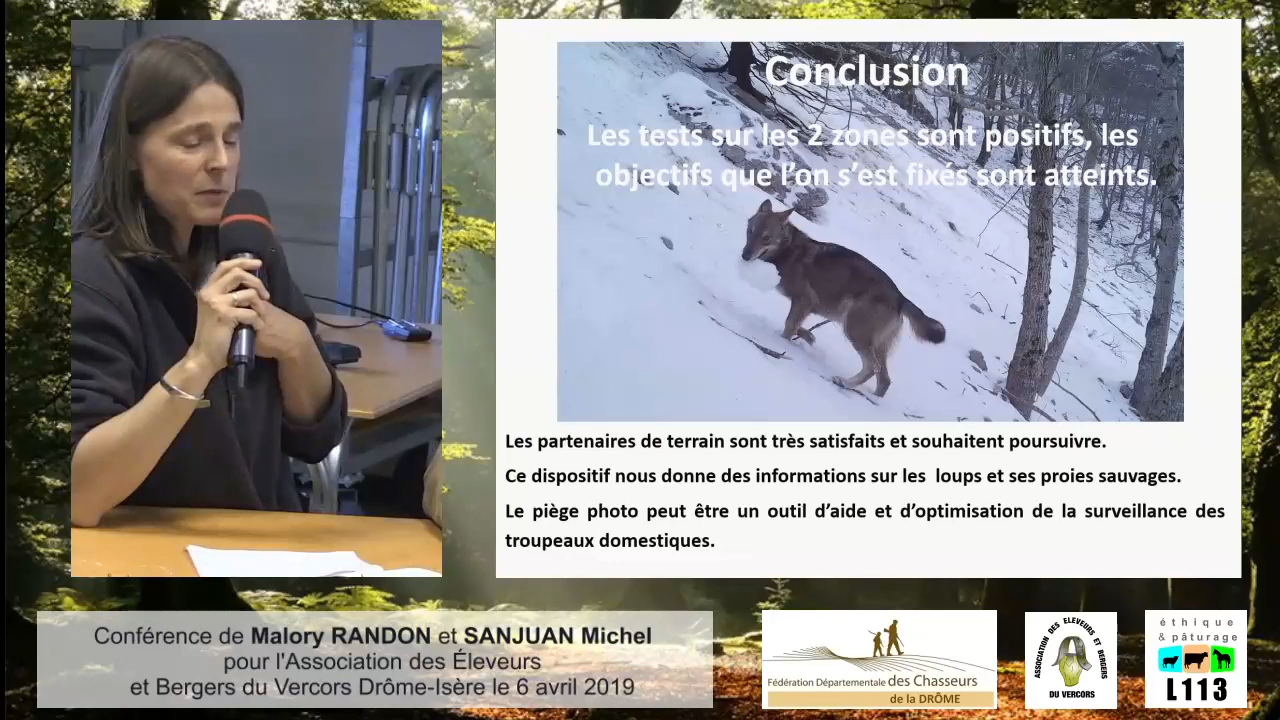 Conclusion
Les tests sur les 2 zones sont positifs, les
objectifs que l'on s'est fixés sont atteints.
Les partenaires de terrain sont très satisfaits et souhaitent poursuivre.
Ce dispositif nous donne des informations sur les  loups et ses proies sauvages.
Le piège photo peut être un outil d'aide et d'optimisation de la surveillance des
troupeaux domestiques.
Conférence de Malory RANDON et SANJUAN Michel
pour l'Association des Éleveurs
et Bergers du Vercors Drôme-Isère le 6 avril 2019
Fédération Départementale des Chasseurs
de la DRÔME
ASSOCIATION DES ELEVEURS ET BERGERS
DU VERCORS
éthique
& pâturage
L113